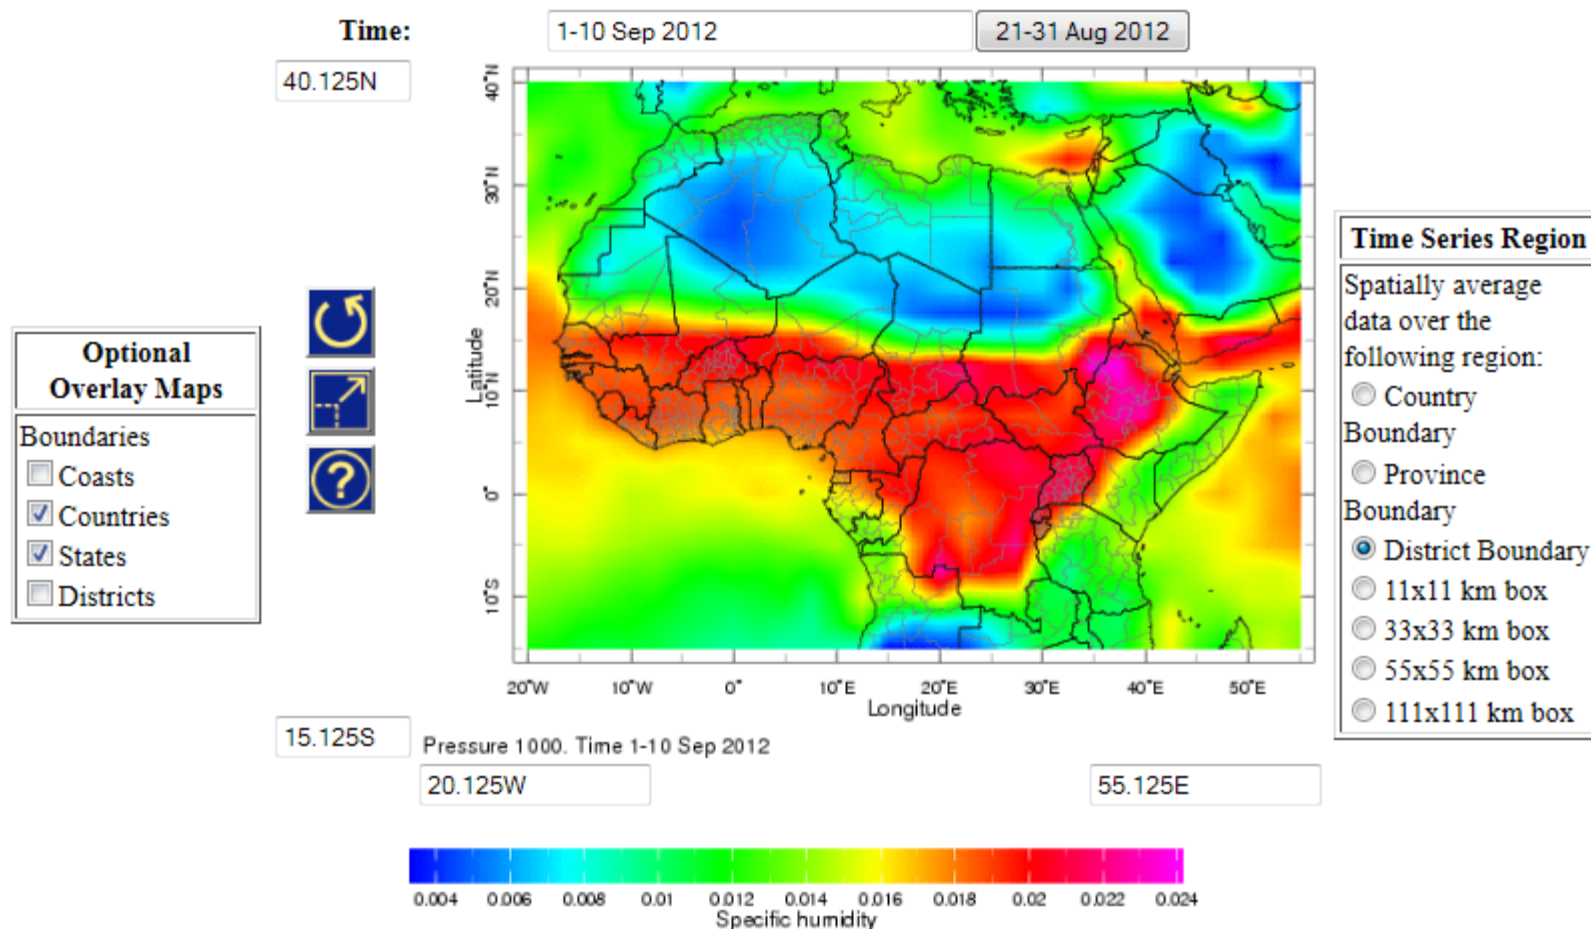 Time:
1-10 Sep 2012
21-31 Aug 2012
40.125N
40°N
30°N
20°N
10°N
0°
10°S
Latitude
20°W
10°W
0°
10°E
20°E
30°E
40°E
50°E
Longitude
Optional
Overlay Maps
Boundaries
Coasts
Countries
States
Districts
?
Time Series Region
Spatially average
data over the
following region:
Country
Boundary
Province
Boundary
District Boundary
11x11 km box
33x33 km box
55x55 km box
111x111 km box
15.125S
Pressure 1000. Time 1-10 Sep 2012
20.125W
55.125E
0.004
0.006
0.008
0.01
0.012
0.014
0.016
0.018
0.02
0.022
0.024
Specific humidity